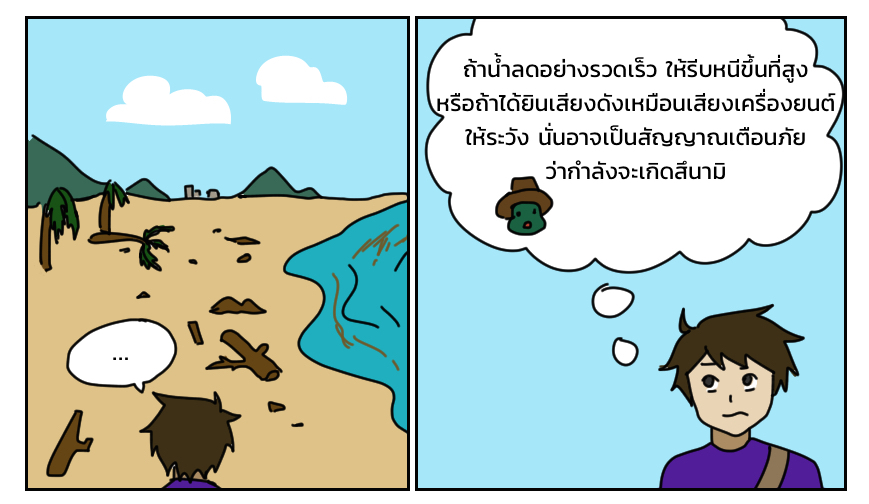 ...
ถ้าน้ำลดอย่างรวดเร็ว ให้รีบหนีขึ้นที่สูง
หรือถ้าได้ยินเสียงดังเหมือนเสียงเครื่องยนต์
ให้ระวัง นั่นอาจเป็นสัญญาณเตือนภัย
ว่ากำลังจะเกิดสึนามิ